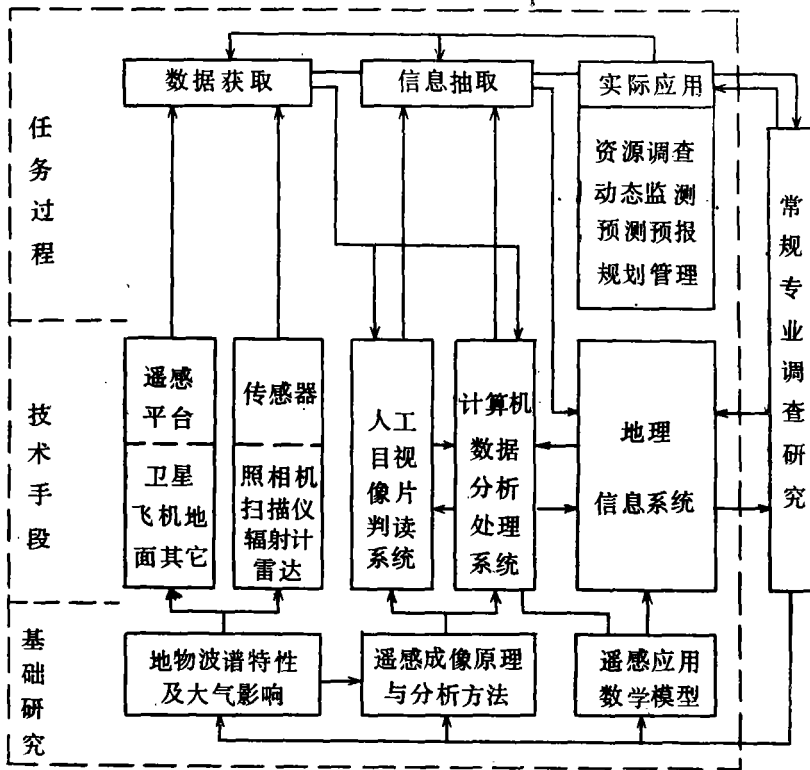 任务过程
数据获取
信息抽取
实际应用
资源调查
动态监测
预测预报
规划管理
常规专业调查研究
技术手段
遥感
平台
卫星
飞机地
面其它
传感器
照相机
扫描仪
辐射计
雷达
人工
目视
像片
判读
系统
计算机
数据
分析
处理
系统
地理
信息系统
基础研究
地物波谱特性
及大气影响
遥感成像原理
与分析方法
遥感应用
数学模型